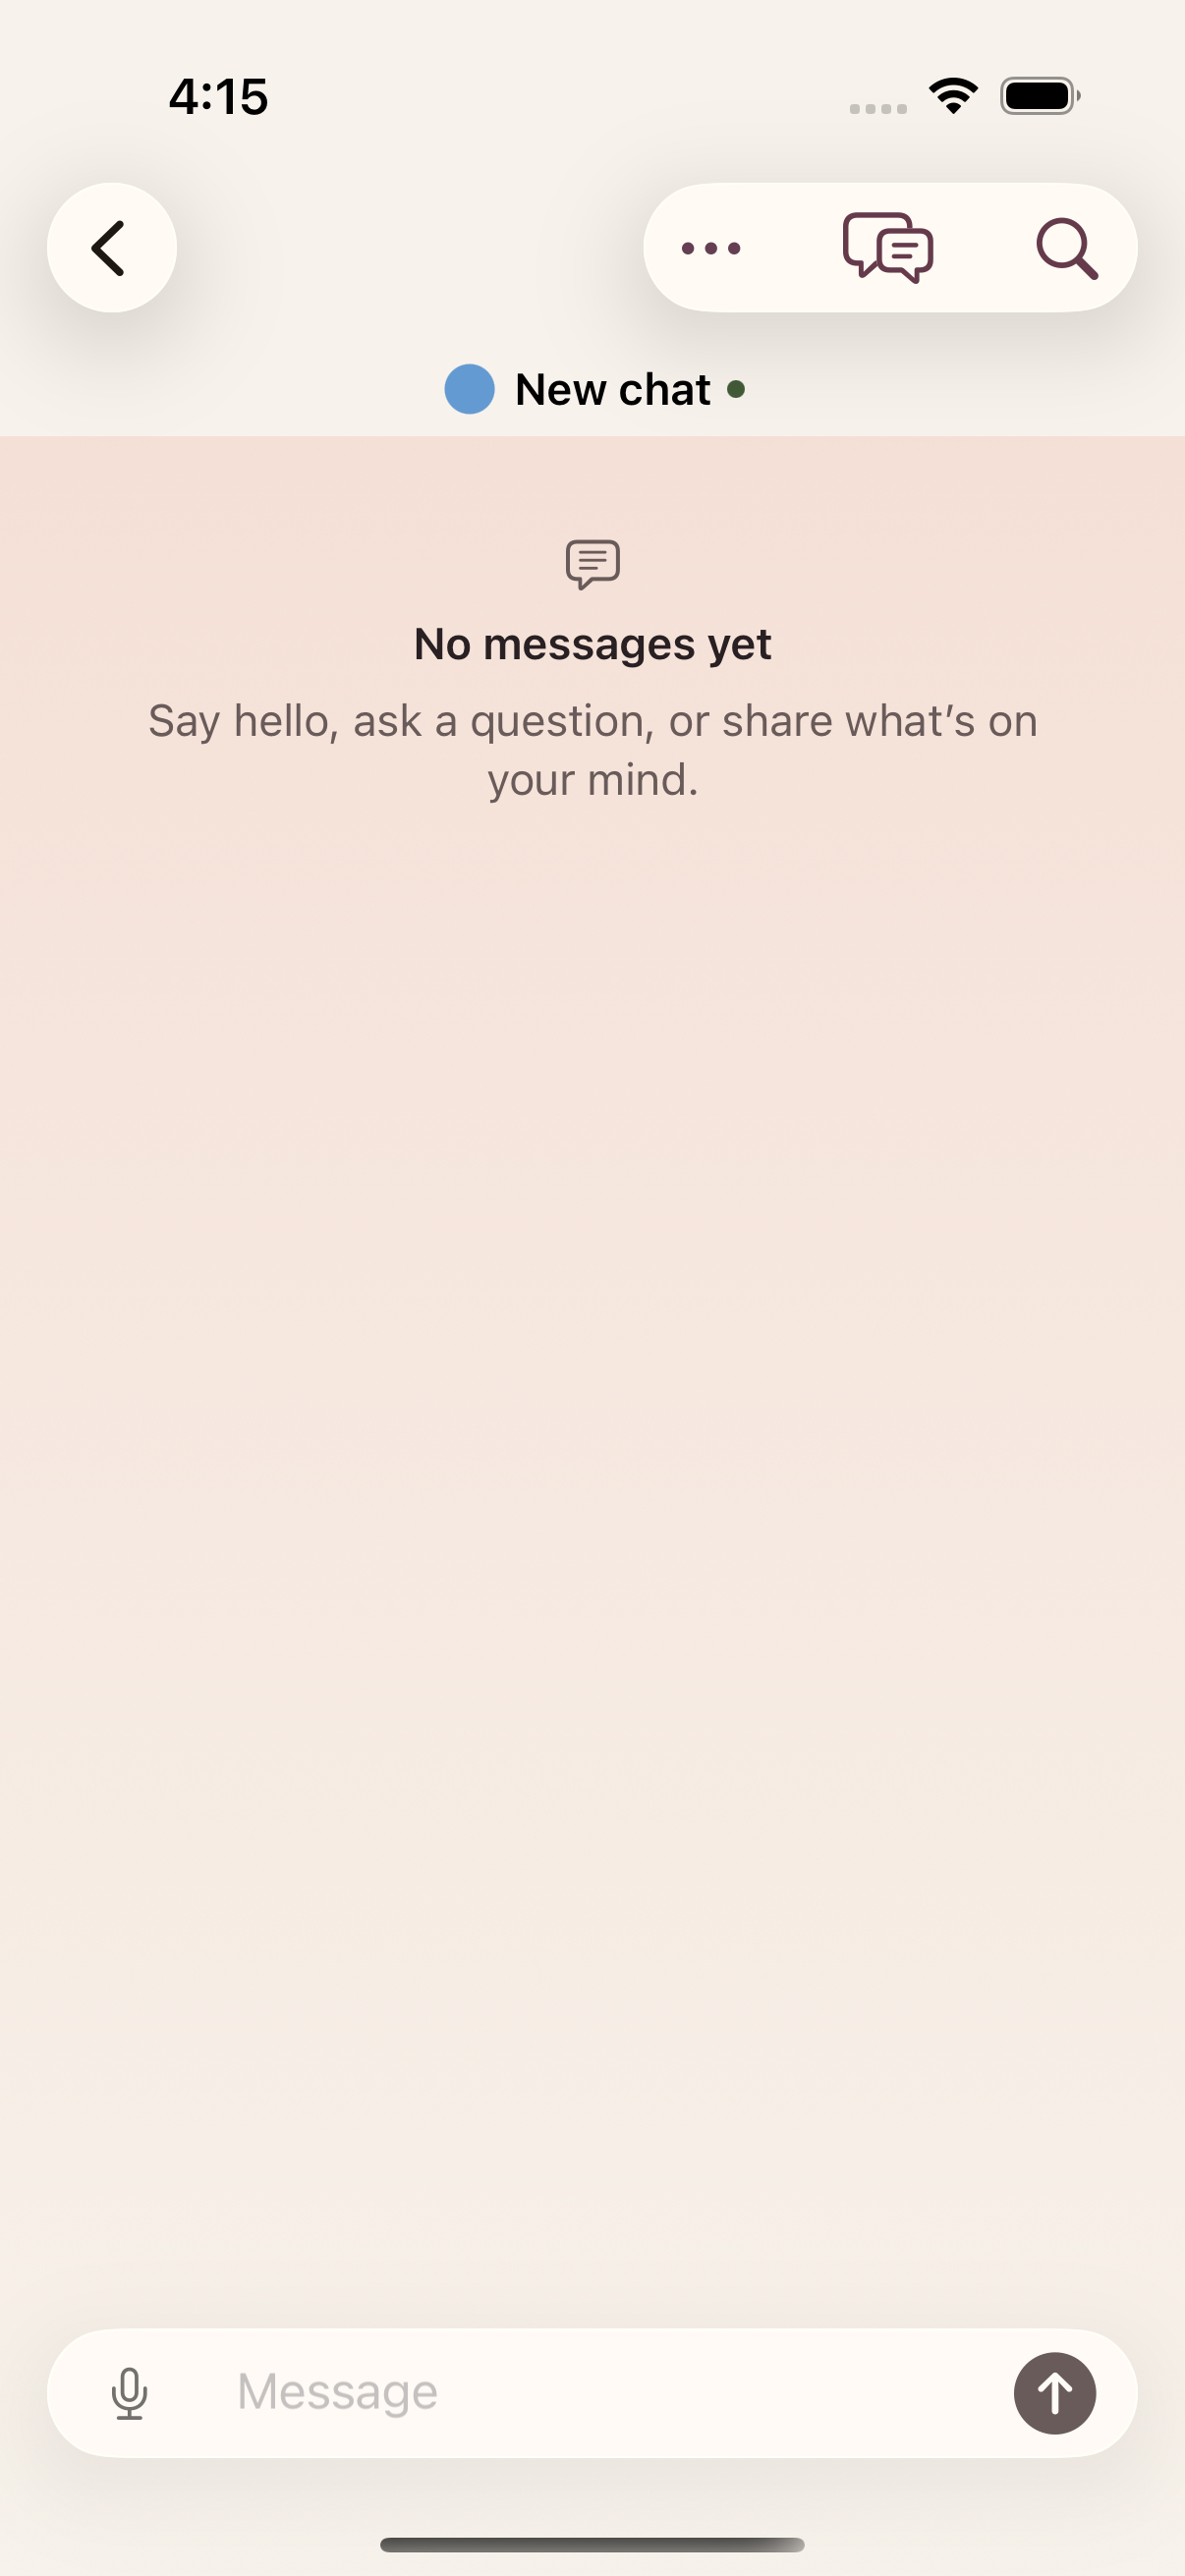 4:15
New chat
No messages yet
Say hello, ask a question, or share what’s on
your mind.
Message